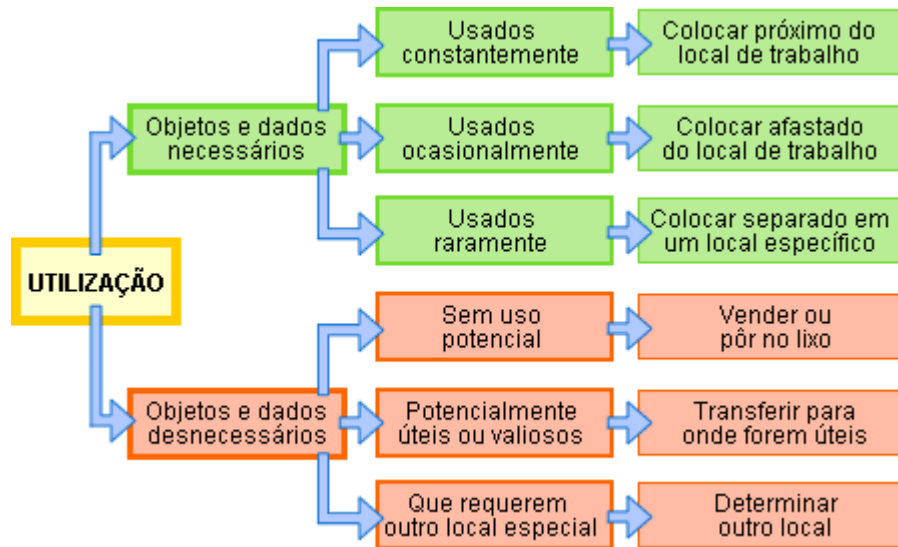 UTILIZAÇÃO
Objetos e dados
necessários
Usados
constantemente
Colocar próximo do
local de trabalho
Usados
ocasionalmente
Colocar afastado
do local de trabalho
Usados
raramente
Colocar separado em
um local específico
Objetos e dados
desnecessários
Sem uso
potencial
Vender ou
pôr no lixo
Potencialmente
úteis ou valiosos
Transferir para
onde forem úteis
Que requerem
outro local especial
Determinar
outro local